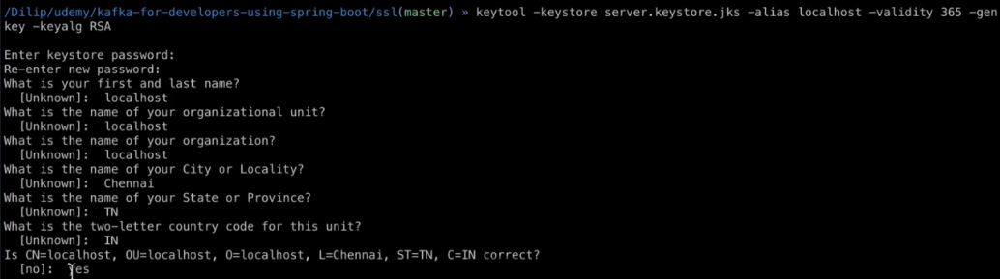 /Dilip/udemy/kafka-for-developers-using-spring-boot/ssl(master) » keytool -keystore server.keystore.jks -alias localhost -validity 365 -gen
key -keyalg RSA
Enter keystore password:
Re-enter new password:
What is your first and last name?
[Unknown]: localhost
What is the name of your organizational unit?
[Unknown]: localhost
What is the name of your organization?
[Unknown]: localhost
What is the name of your City or Locality?
[Unknown]: Chennai
What is the name of your State or Province?
[Unknown]: TN
What is the two-letter country code for this unit?
[Unknown]: IN
Is CN=localhost, OU=localhost, O=localhost, L=Chennai, ST=TN, C=IN correct?
[no]: yes